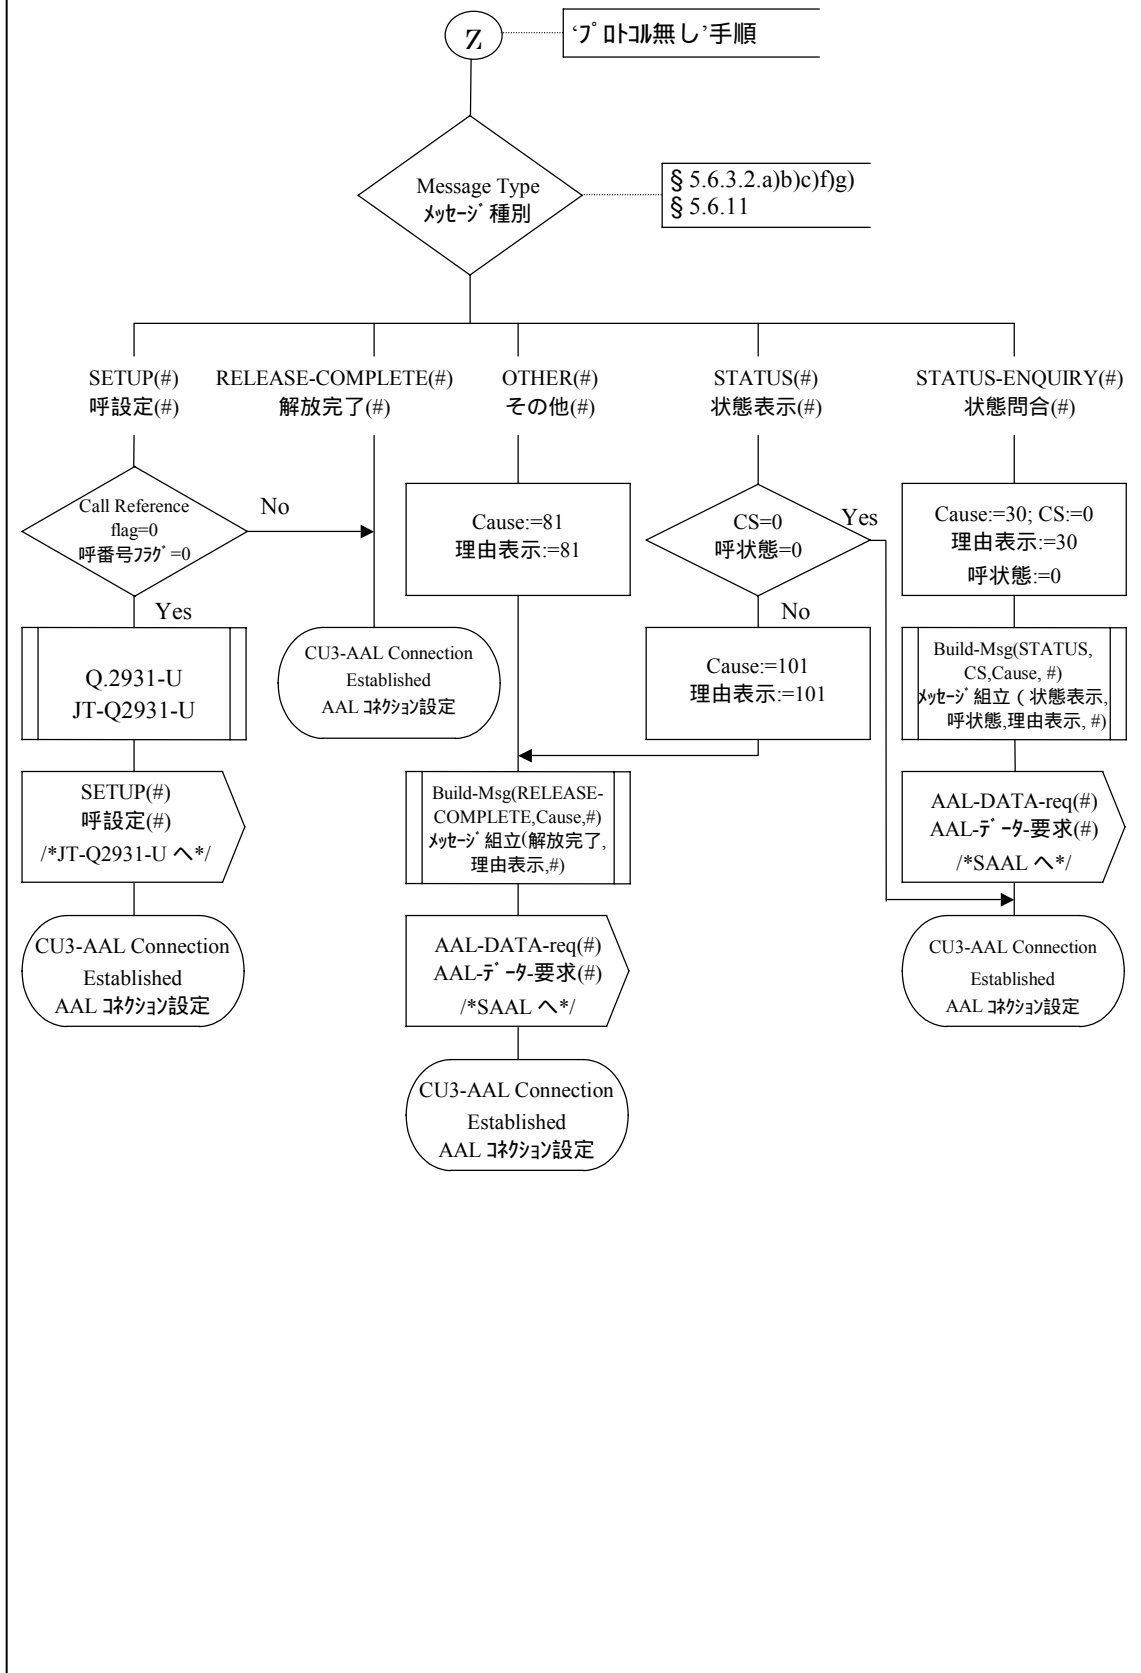 Z
‘プロトコル無し’手順
Message Type
メッセージ種別
§ 5.6.3.2.a)b)c)f)g)
§ 5.6.11
SETUP(#)
呼設定(#)
RELEASE-COMPLETE(#)
解放完了(#)
OTHER(#)
その他(#)
STATUS(#)
状態表示(#)
STATUS-ENQUIRY(#)
状態問合(#)
Call Reference
flag=0
呼番号フラグ=0
No
Yes
Cause:=81
理由表示:=81
CS=0
呼状態=0
Yes
No
Cause:=30; CS:=0
理由表示:=30
呼状態:=0
Q.2931-U
JT-Q2931-U
CU3-AAL Connection
Established
AAL コネクション設定
Cause:=101
理由表示:=101
Build-Msg(STATUS,
CS,Cause, #)
メッセージ組立 ( 状態表示,
呼状態,理由表示, #)
SETUP(#)
呼設定(#)
/*JT-Q2931-U へ*/
Build-Msg(RELEASE-
COMPLETE,Cause,#)
メッセージ組立(解放完了,
理由表示,#)
AAL-DATA-req(#)
AAL-データ-要求(#)
/*SAAL へ*/
CU3-AAL Connection
Established
AAL コネクション設定
AAL-DATA-req(#)
AAL-データ-要求(#)
/*SAAL へ*/
CU3-AAL Connection
Established
AAL コネクション設定
CU3-AAL Connection
Established
AAL コネクション設定